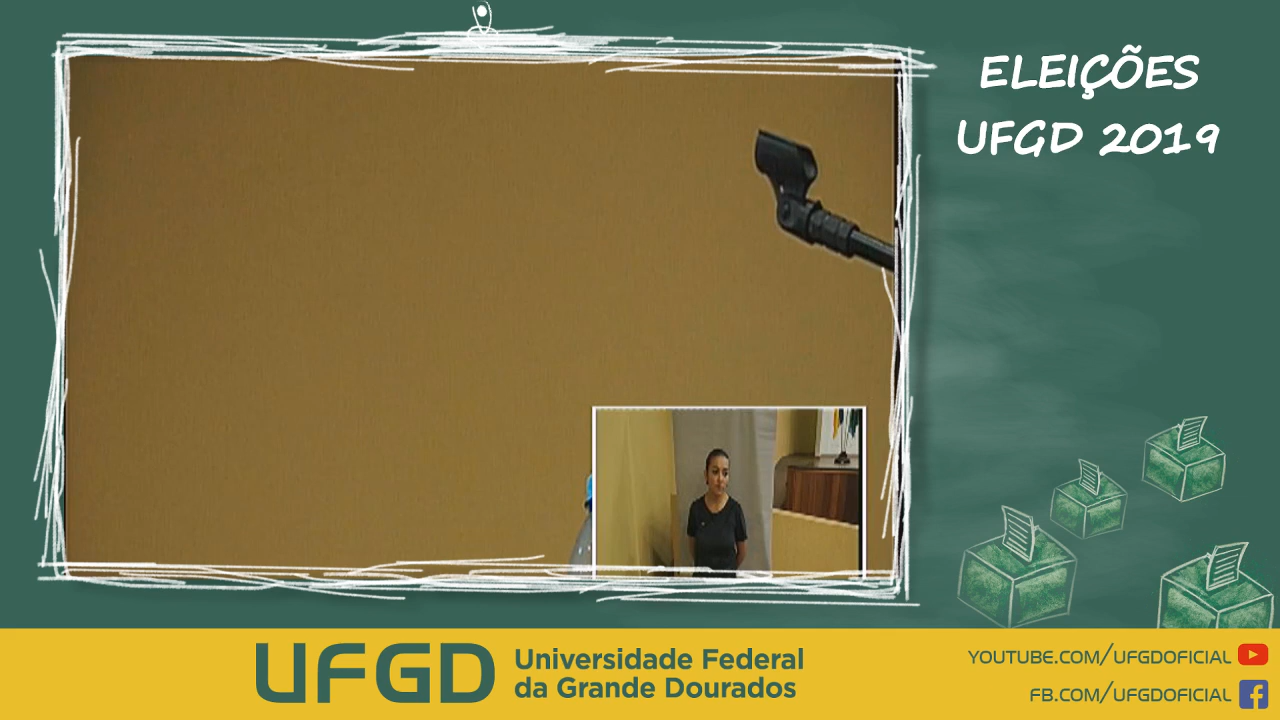 ELEIÇÕES
UFGD 2019
UFGD
Universidade Federal
da Grande Dourados
YOUTUBE.COM/UFGDOFICIAL
FB.COM/UFGDOFICIAL